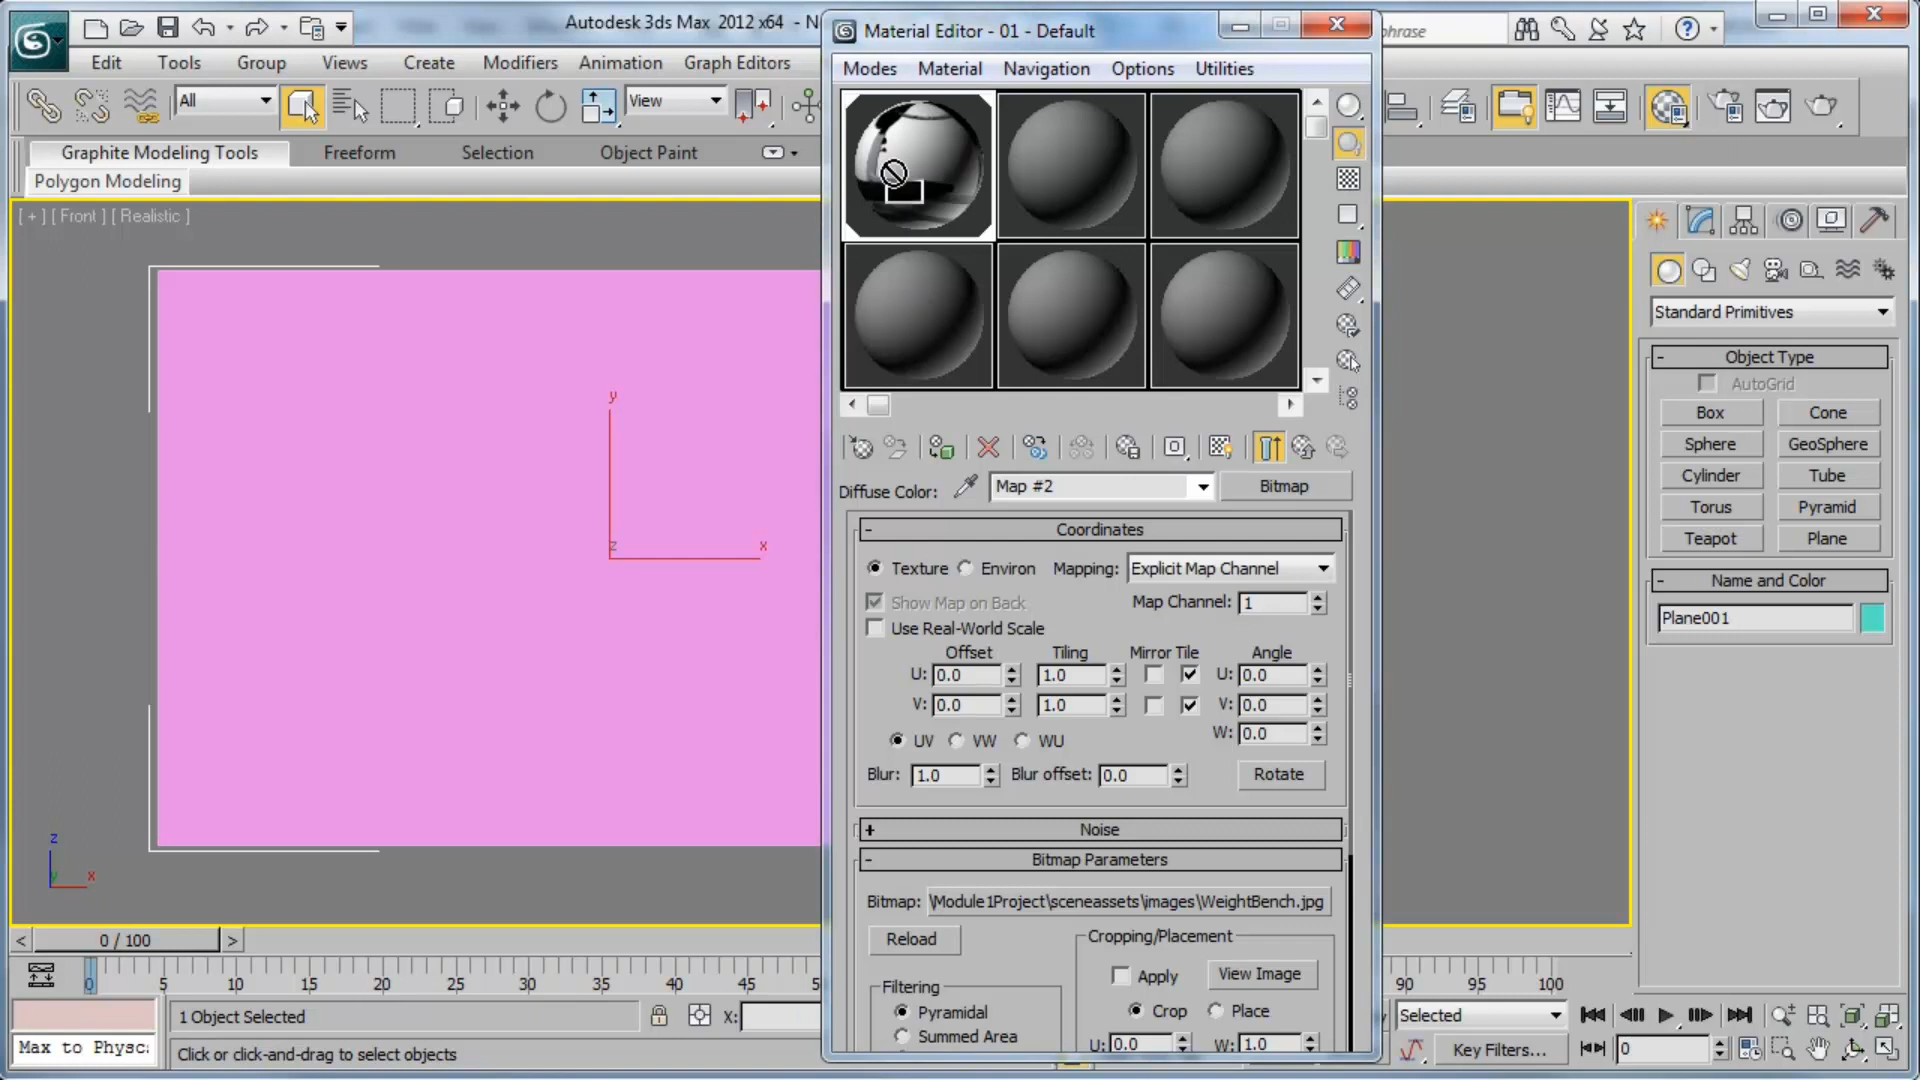 Autodesk 3ds Max 2012 x64 - N
phrase
Edit Tools Group Views Create Modifiers Animation Graph Editors
All
View
Graphite Modeling Tools Freeform Selection Object Paint
Polygon Modeling
[ + ] [ Front ] [ Realistic ]
y
x
z
z
y
x
Material Editor - 01 - Default
Modes Material Navigation Options Utilities
Diffuse Color: Map #2 Bitmap
- Coordinates
Texture Environ Mapping: Explicit Map Channel
Show Map on Back Map Channel: 1
Use Real-World Scale
Offset Tiling Mirror Tile Angle
U: 0.0 1.0 U: 0.0
V: 0.0 1.0 V: 0.0
W: 0.0
UV VW WU
Blur: 1.0 Blur offset: 0.0 Rotate
+ Noise
- Bitmap Parameters
Bitmap: \Module1Project\sceneassets\images\WeightBench.jpg
Reload Cropping/Placement
Apply View Image
Filtering
Pyramidal Crop Place
Summed Area U: 0.0 W: 1.0
Standard Primitives
- Object Type
AutoGrid
Box Cone
Sphere GeoSphere
Cylinder Tube
Torus Pyramid
Teapot Plane
- Name and Color
Plane001
< 0 / 100 >
0 5 10 15 20 25 30 35 40 45 5 90 95 100
1 Object Selected X: Selected
Max to Physc: Click or click-and-drag to select objects Key Filters... 0